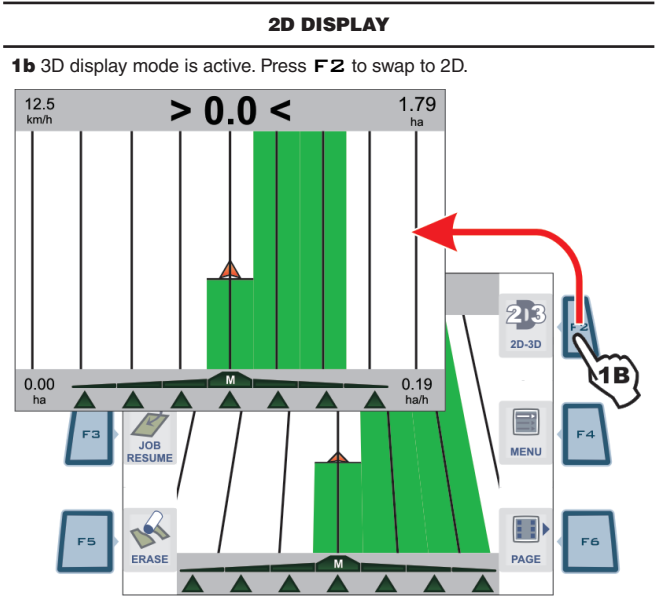 2D DISPLAY
1b 3D display mode is active. Press F2 to swap to 2D.
12.5
km/h
> 0.0 <
1.79
ha
0.00
ha
M
0.19
ha/h
2D3
2D-3D
F2
1B
F3
JOB
RESUME
MENU
F4
F5
ERASE
M
PAGE
F6